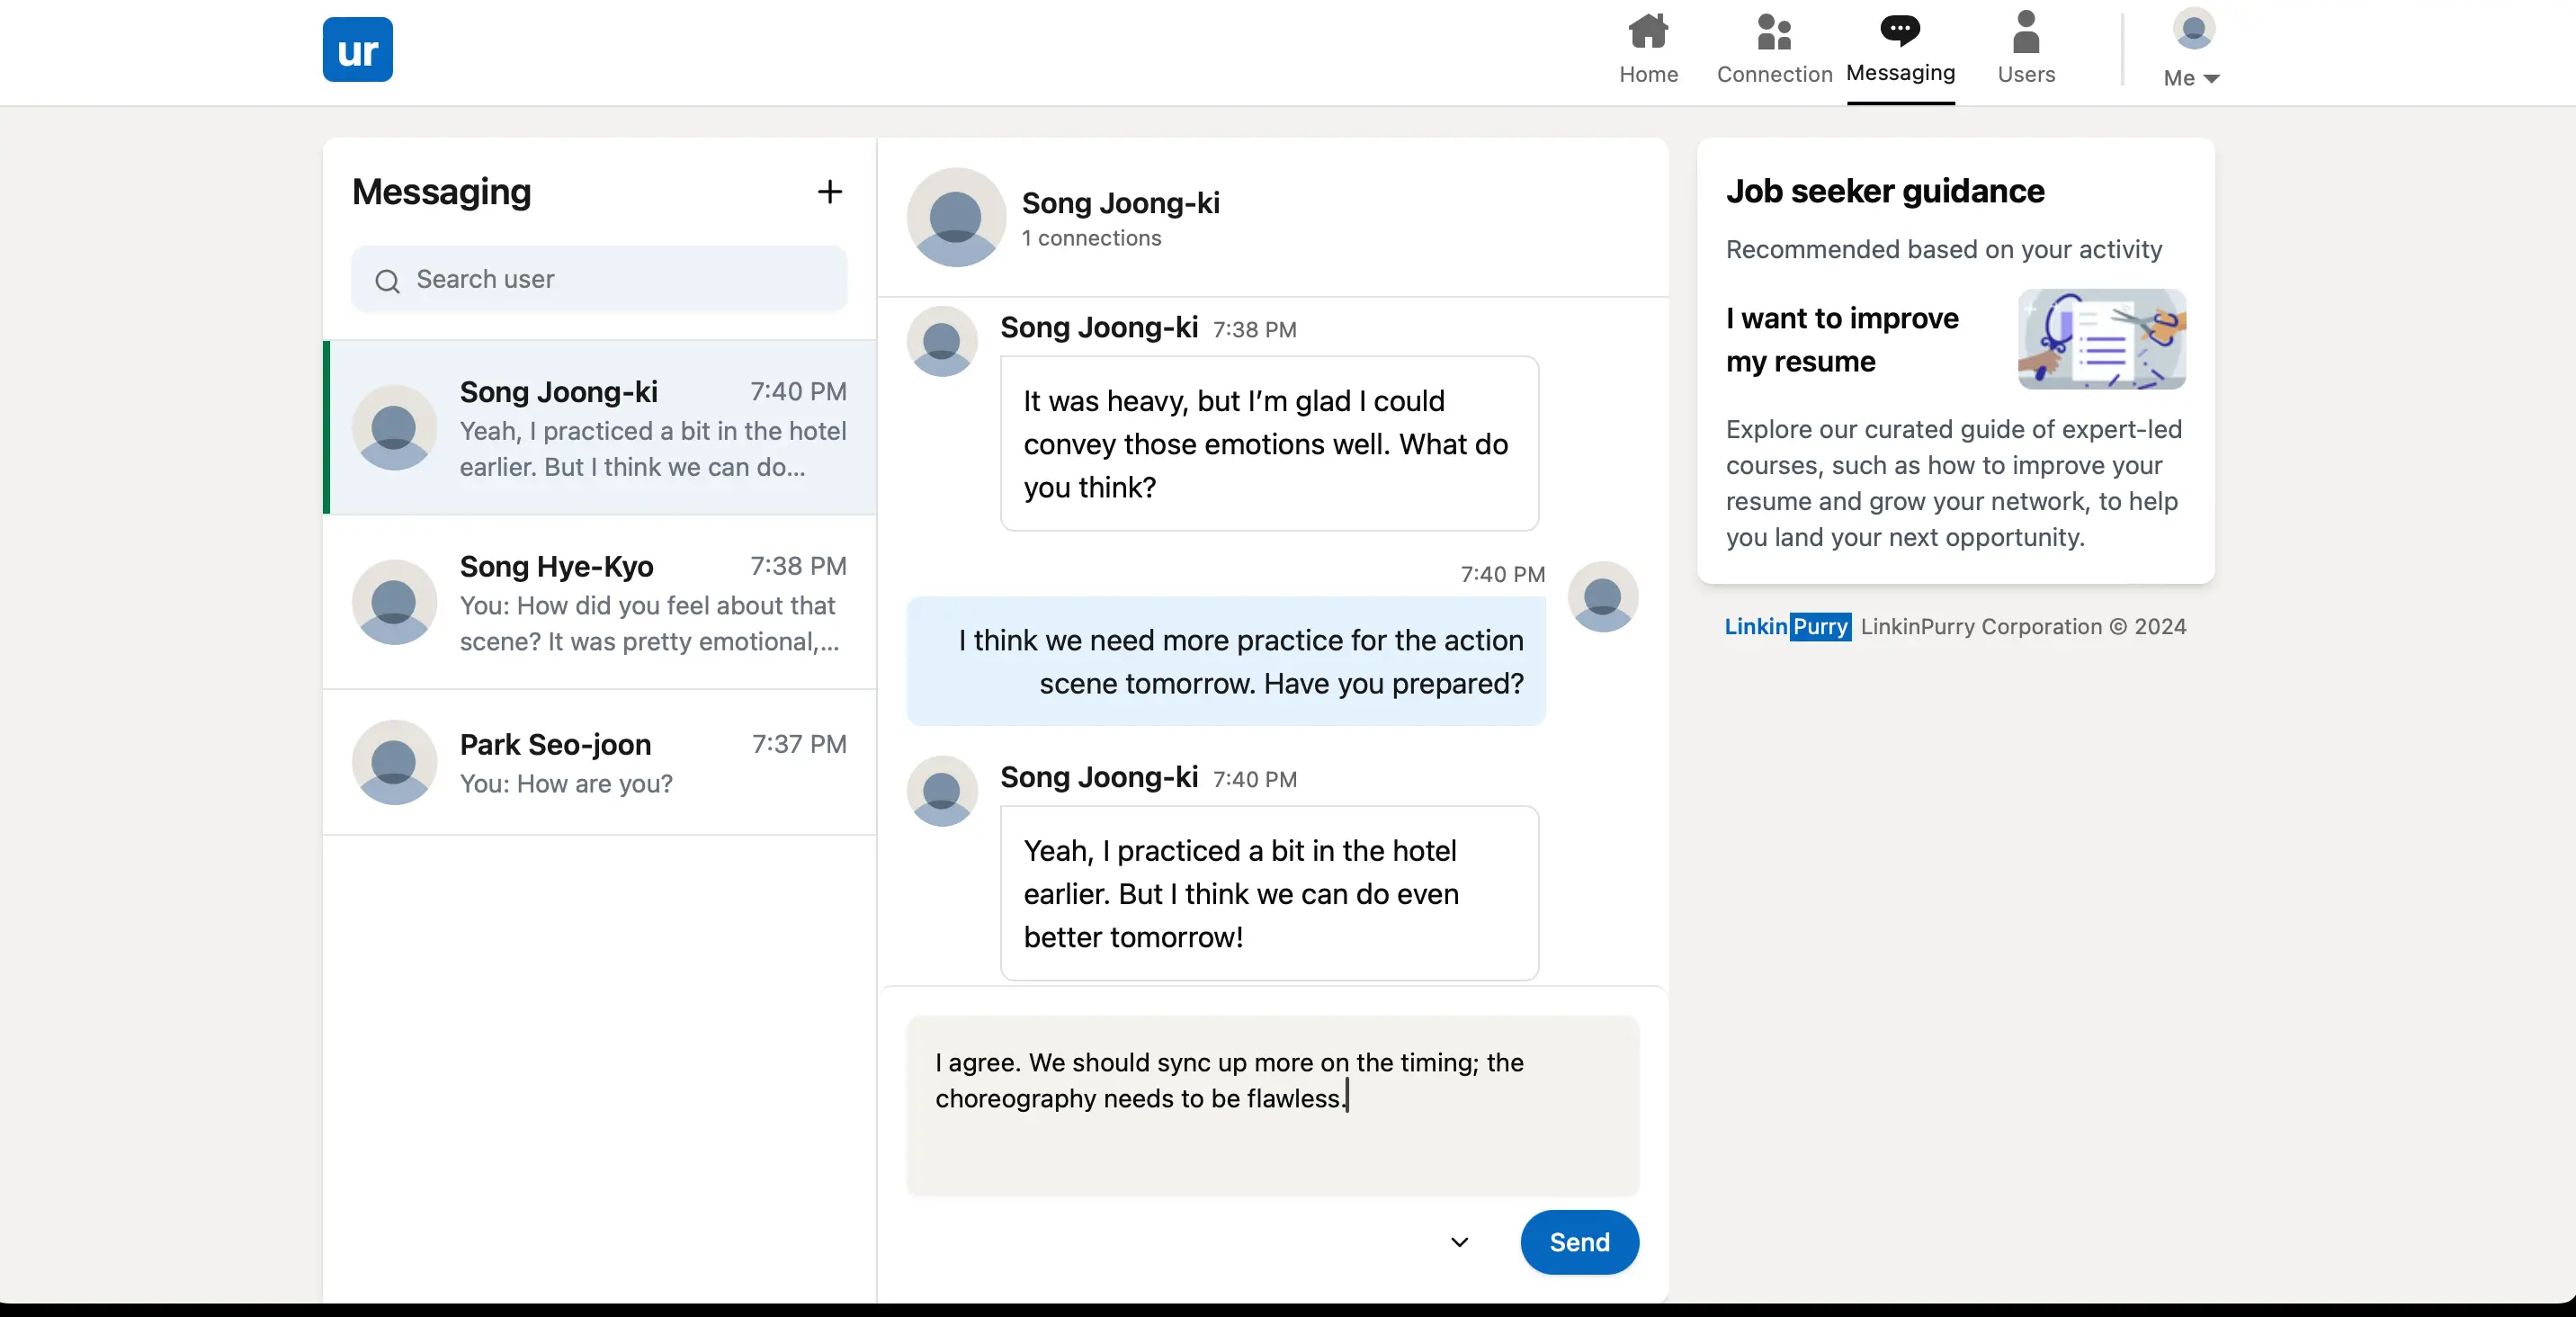 ur
Home
Connection
Messaging
Users
Me
Messaging
Search user
Song Joong-ki 7:40 PM
Yeah, I practiced a bit in the hotel
earlier. But I think we can do...
Song Hye-Kyo 7:38 PM
You: How did you feel about that
scene? It was pretty emotional,...
Park Seo-joon 7:37 PM
You: How are you?
Song Joong-ki
1 connections
Song Joong-ki 7:38 PM
It was heavy, but I’m glad I could
convey those emotions well. What do
you think?
7:40 PM
I think we need more practice for the action
scene tomorrow. Have you prepared?
Song Joong-ki 7:40 PM
Yeah, I practiced a bit in the hotel
earlier. But I think we can do even
better tomorrow!
I agree. We should sync up more on the timing; the
choreography needs to be flawless.
Send
Job seeker guidance
Recommended based on your activity
I want to improve
my resume
Explore our curated guide of expert-led
courses, such as how to improve your
resume and grow your network, to help
you land your next opportunity.
LinkinPurry LinkinPurry Corporation © 2024